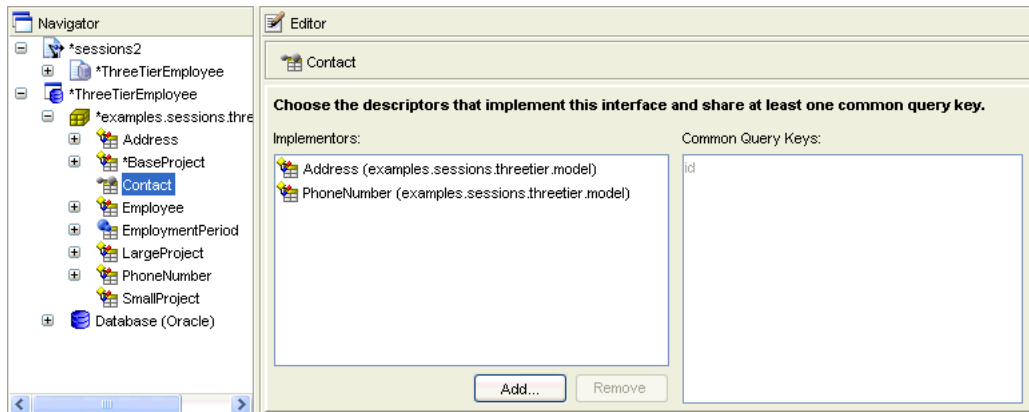 Navigator
*sessions2
*ThreeTierEmployee
*ThreeTierEmployee
*examples.sessions.thre
Address
*BaseProject
Contact
Employee
EmploymentPeriod
LargeProject
PhoneNumber
SmallProject
Database (Oracle)
Editor
Contact
Choose the descriptors that implement this interface and share at least one common query key.
Implementors:
Address (examples.sessions.threetier.model)
PhoneNumber (examples.sessions.threetier.model)
Add...
Remove
Common Query Keys:
id